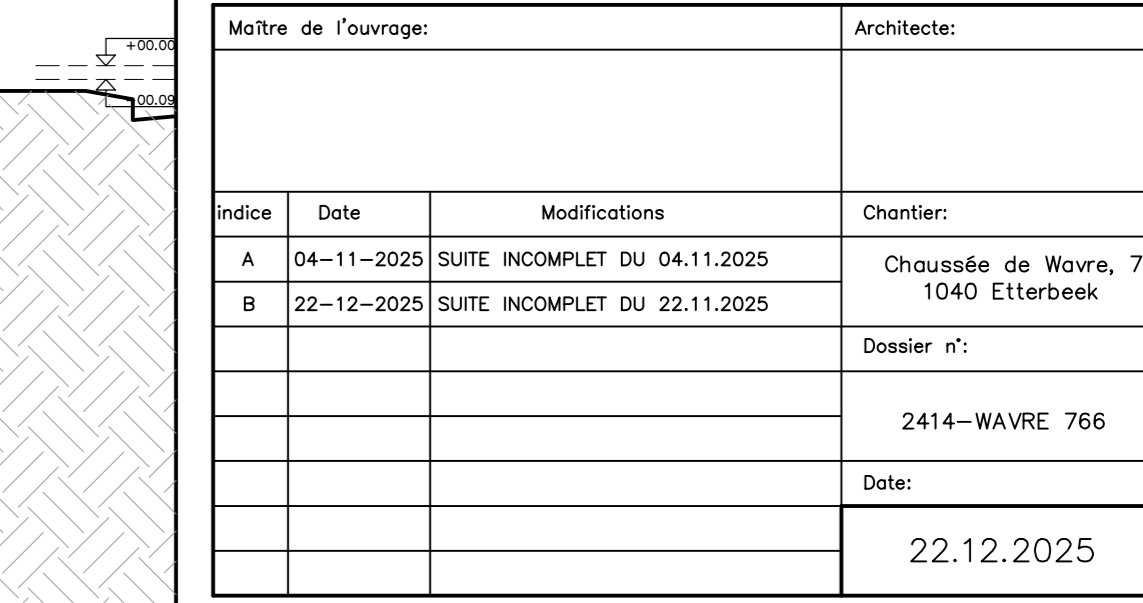 +00.00
00.09
Maître de l'ouvrage:
Architecte:
indice Date Modifications
Chantier:
A 04-11-2025 SUITE INCOMPLET DU 04.11.2025
B 22-12-2025 SUITE INCOMPLET DU 22.11.2025
Chaussée de Wavre, 7
1040 Etterbeek
Dossier n°:
2414-WAVRE 766
Date:
22.12.2025